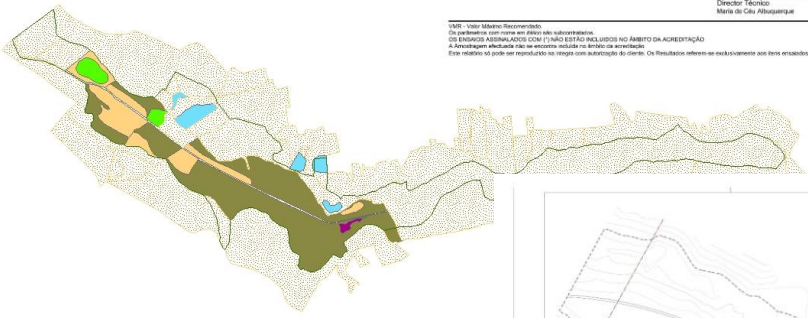 Director Técnico
Maria do Céu Albuquerque
VMR - Valor Máximo Recomendado.
Os parâmetros com nome em itálico são subcontratados.
OS ENSAIOS ASSINALADOS COM (*) NÃO ESTÃO INCLUIDOS NO ÂMBITO DA ACREDITAÇÃO
A Amostragem efectuada não se encontra incluída no âmbito da acreditação
Este relatório só pode ser reproduzido na integra com autorização do cliente. Os Resultados referem-se exclusivamente aos itens ensaiados